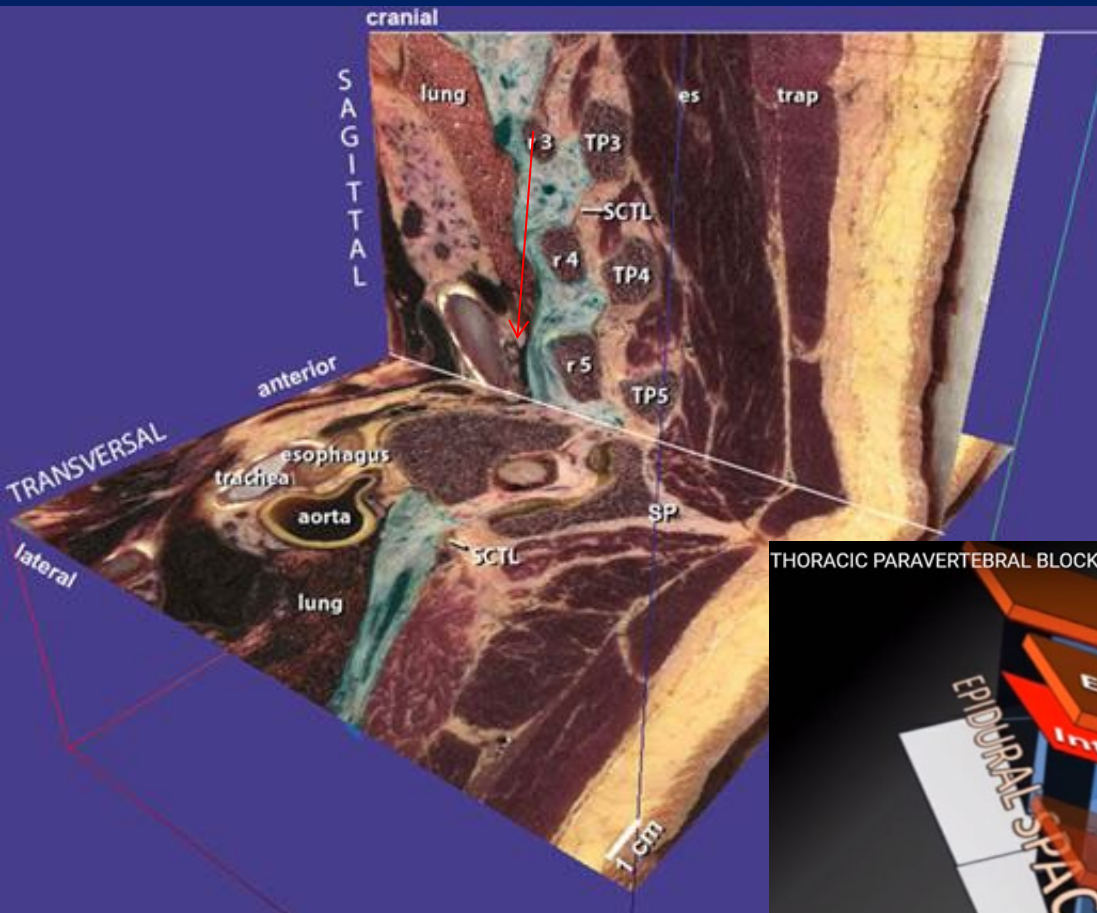 cranial
SAGITTAL
lung
es
trap
r 3
TP3
SCTL
r 4
TP4
r 5
TP5
anterior
TRANSVERSAL
esophagus
trachea
aorta
SP
SCTL
lateral
lung
1 cm
THORACIC PARAVERTEBRAL BLOCK
E
Int
EPIDURAL SPAC